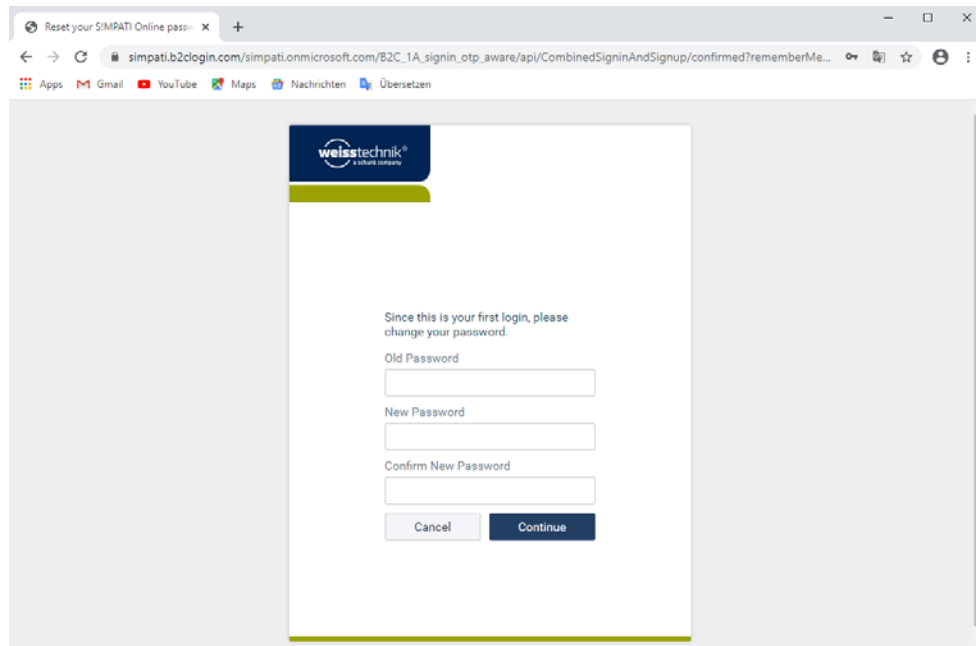 Reset your S!MPATI Online passw
simpati.b2clogin.com/simpati.onmicrosoft.com/B2C_1A_signin_otp_aware/api/CombinedSigninAndSignup/confirmed?rememberMe...
Apps Gmail YouTube Maps Nachrichten Übersetzen
weisstechnik®
a schunk company
Since this is your first login, please
change your password.
Old Password
New Password
Confirm New Password
Cancel Continue